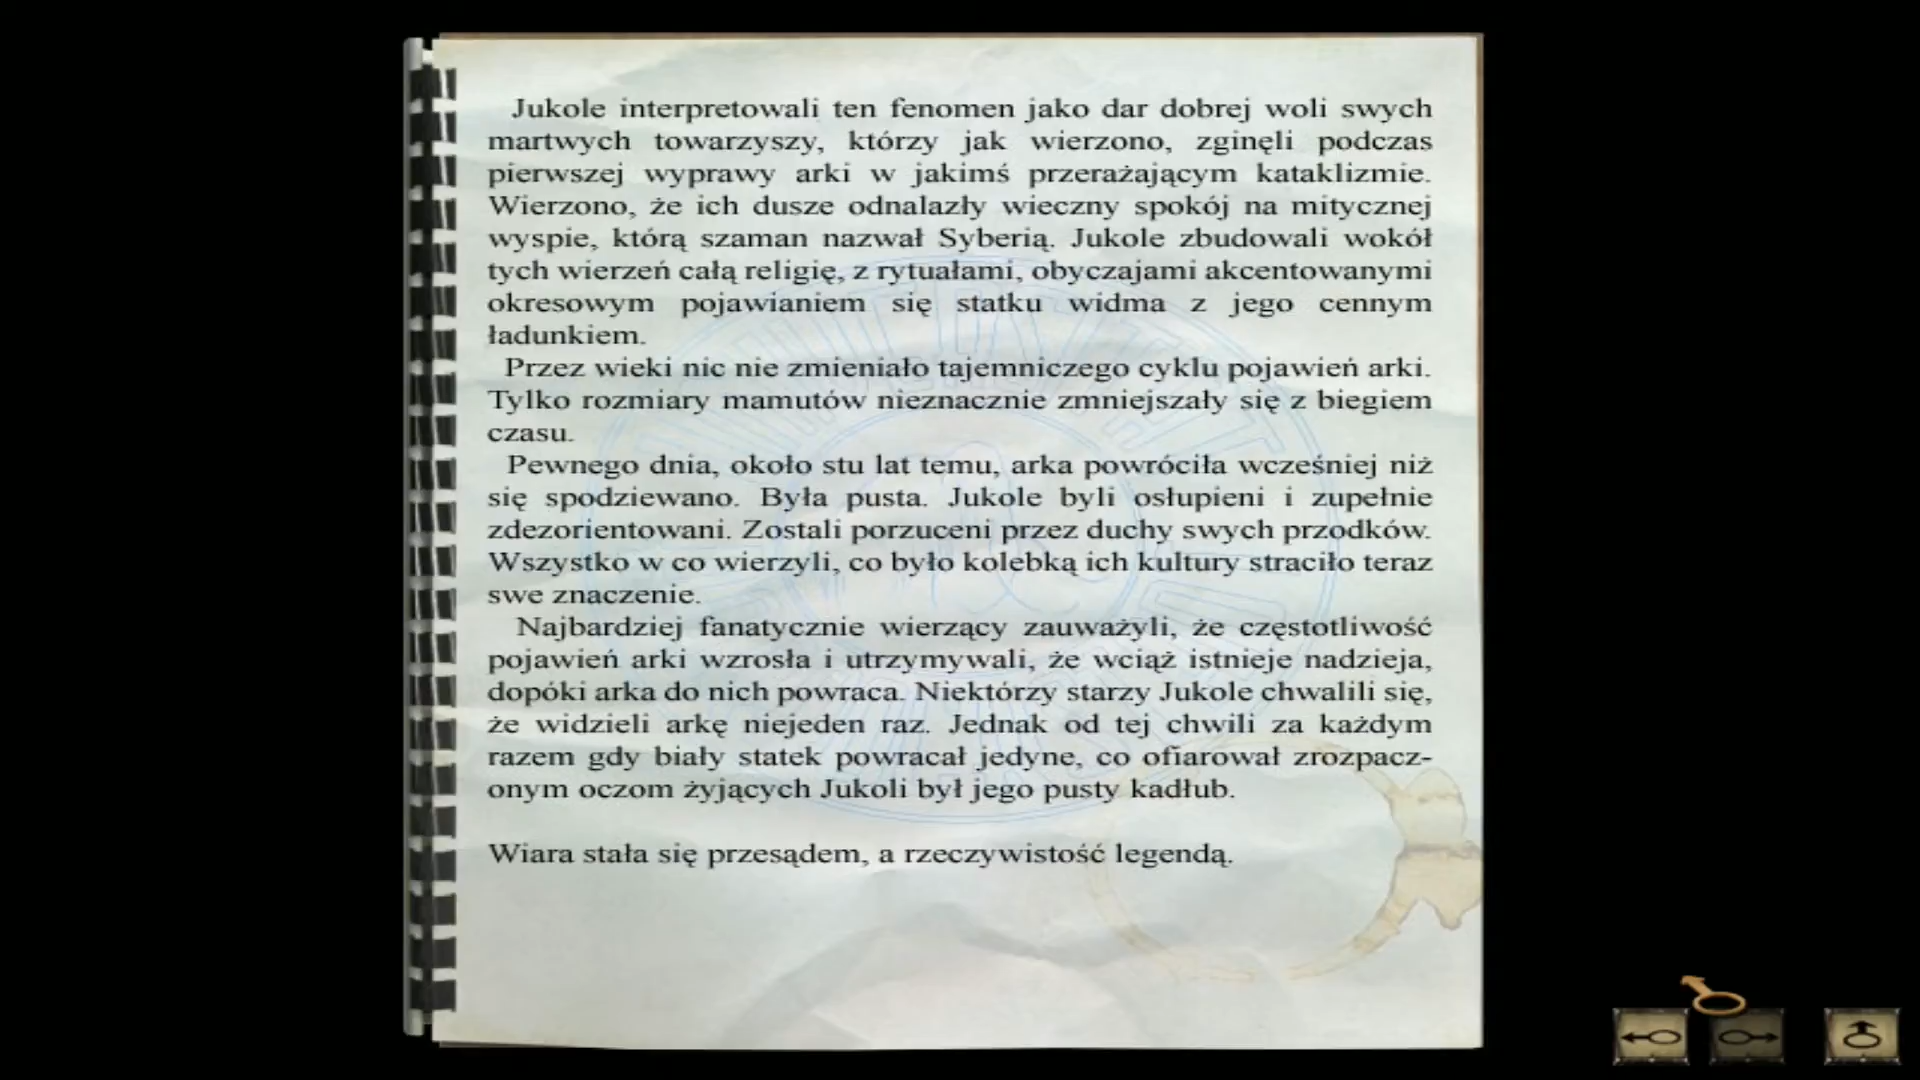 Jukole interpretowali ten fenomen jako dar dobrej woli swych
martwych towarzyszy, którzy jak wierzono, zginęli podczas
pierwszej wyprawy arki w jakimś przerażającym kataklizmie.
Wierzono, że ich dusze odnalazły wieczny spokój na mitycznej
wyspie, którą szaman nazwał Syberią. Jukole zbudowali wokół
tych wierzeń całą religię, z rytuałami, obyczajami akcentowanymi
okresowym pojawianiem się statku widma z jego cennym
ładunkiem.
Przez wieki nic nie zmieniało tajemniczego cyklu pojawień arki.
Tylko rozmiary mamutów nieznacznie zmniejszały się z biegiem
czasu.
Pewnego dnia, około stu lat temu, arka powróciła wcześniej niż
się spodziewano. Była pusta. Jukole byli osłupieni i zupełnie
zdezorientowani. Zostali porzuceni przez duchy swych przodków.
Wszystko w co wierzyli, co było kolebką ich kultury straciło teraz
swe znaczenie.
Najbardziej fanatycznie wierzący zauważyli, że częstotliwość
pojawień arki wzrosła i utrzymywali, że wciąż istnieje nadzieja,
dopóki arka do nich powraca. Niektórzy starzy Jukole chwalili się,
że widzieli arkę niejeden raz. Jednak od tej chwili za każdym
razem gdy biały statek powracał jedyne, co ofiarował zrozpacz-
onym oczom żyjących Jukoli był jego pusty kadłub.
Wiara stała się przesądem, a rzeczywistość legendą.